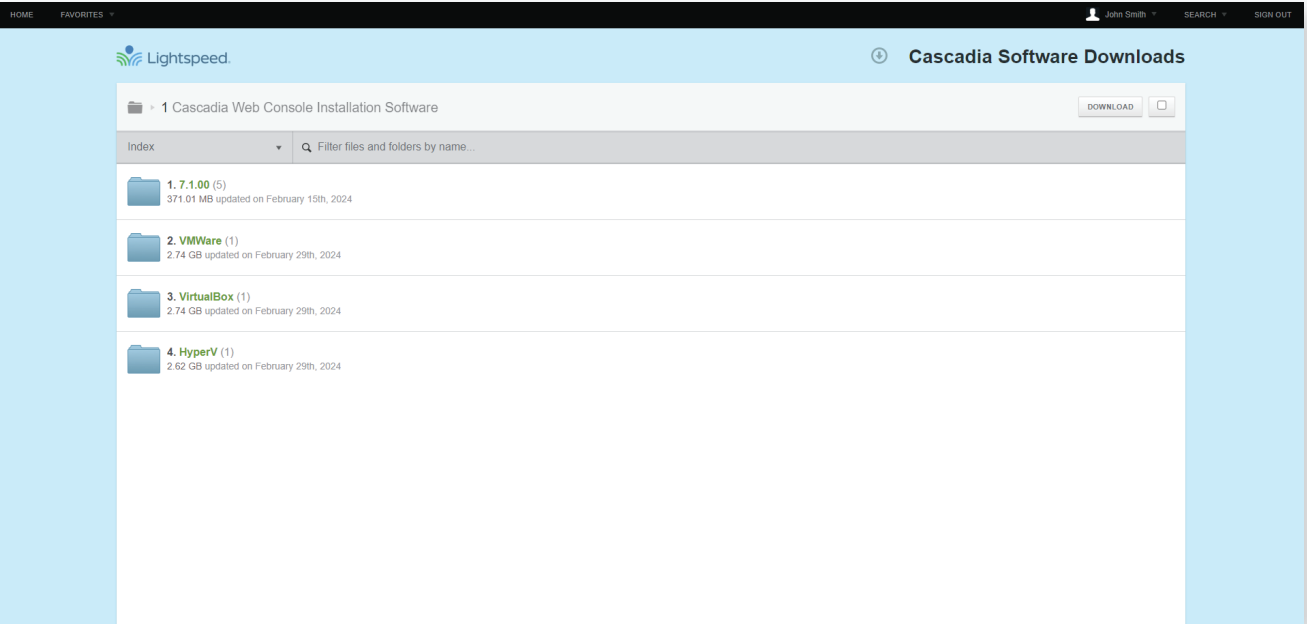 HOME FAVORITES John Smith SEARCH SIGN OUT
Lightspeed. Cascadia Software Downloads
1 Cascadia Web Console Installation Software DOWNLOAD
Index Filter files and folders by name...
1. 7.1.00 (5)
371.01 MB updated on February 15th, 2024
2. VMWare (1)
2.74 GB updated on February 29th, 2024
3. VirtualBox (1)
2.74 GB updated on February 29th, 2024
4. HyperV (1)
2.62 GB updated on February 29th, 2024